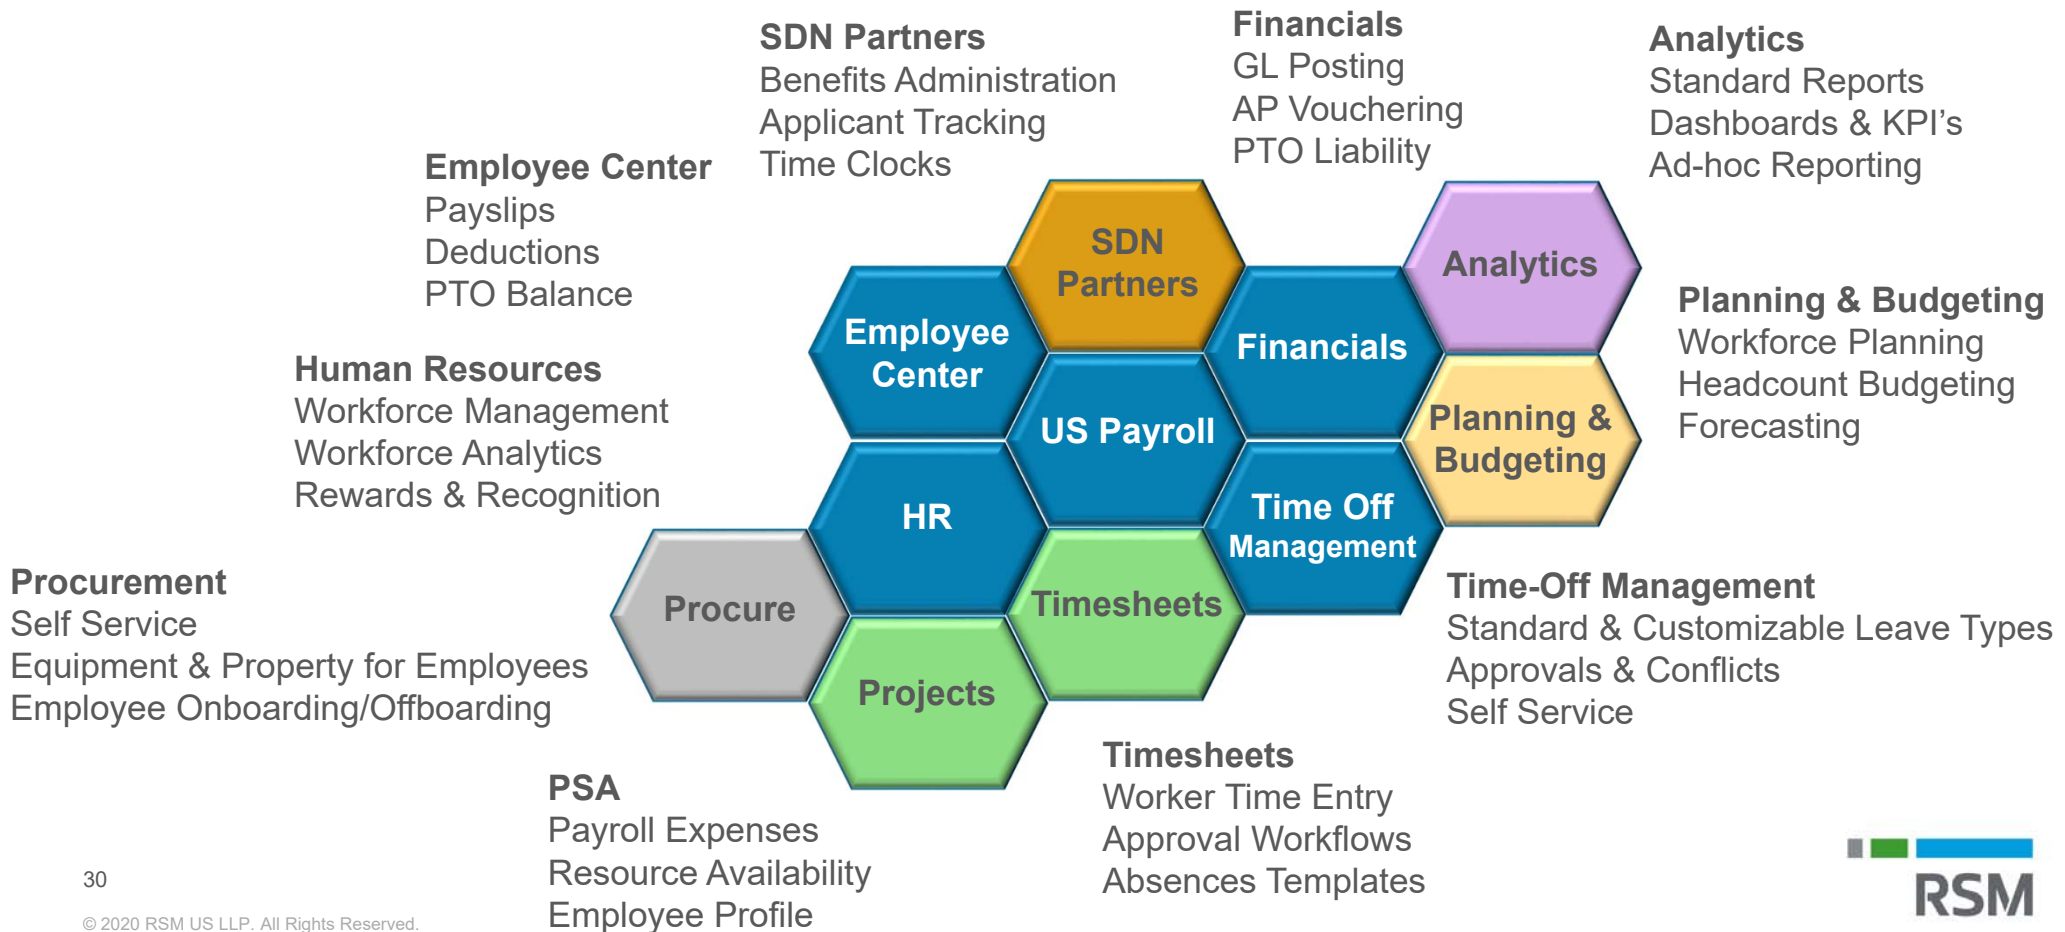 SDN Partners
Benefits Administration
Applicant Tracking
Time Clocks
Financials
GL Posting
AP Vouchering
PTO Liability
Analytics
Standard Reports
Dashboards & KPI's
Ad-hoc Reporting
Employee Center
Payslips
Deductions
PTO Balance
Human Resources
Workforce Management
Workforce Analytics
Rewards & Recognition
SDN
Partners
Analytics
Employee
Center
Financials
US Payroll
Planning &
Budgeting
HR
Time Off
Management
Procure
Timesheets
Projects
Planning & Budgeting
Workforce Planning
Headcount Budgeting
Forecasting
Procurement
Self Service
Equipment & Property for Employees
Employee Onboarding/Offboarding
Time-Off Management
Standard & Customizable Leave Types
Approvals & Conflicts
Self Service
PSA
Payroll Expenses
Resource Availability
Employee Profile
Timesheets
Worker Time Entry
Approval Workflows
Absences Templates
30
© 2020 RSM US LLP. All Rights Reserved.
RSM